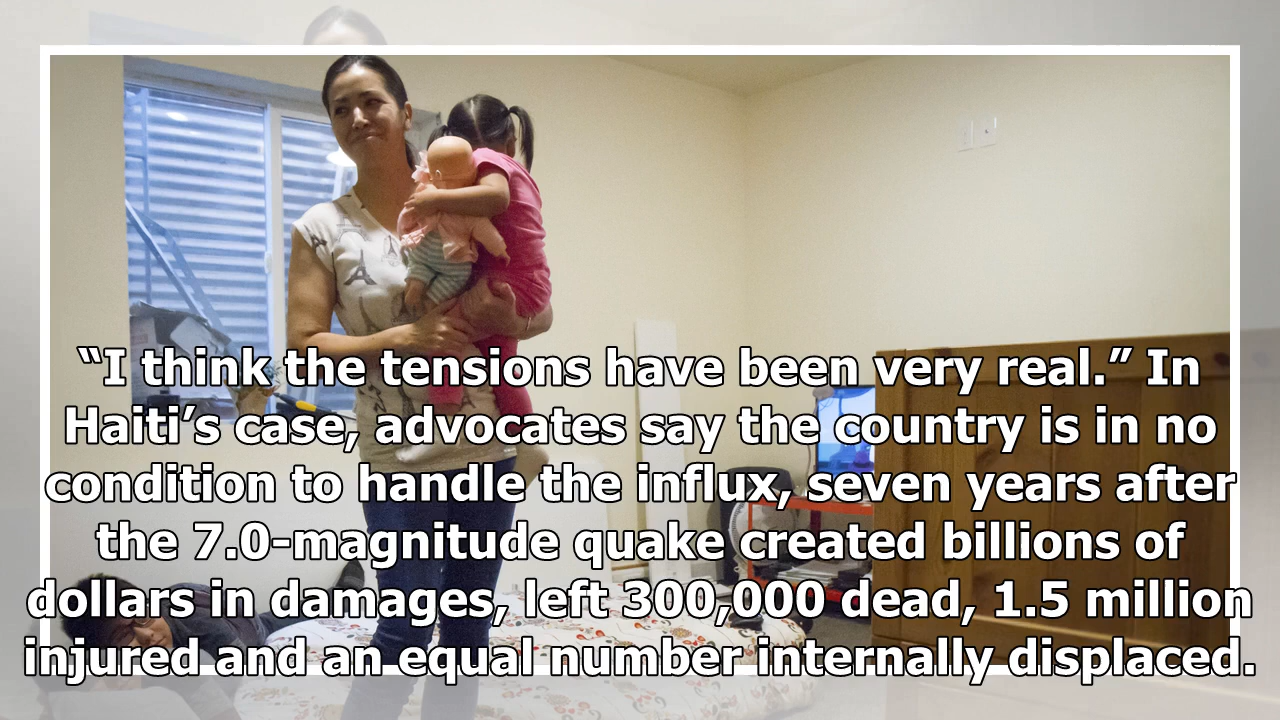 “I think the tensions have been very real.” In
Haiti’s case, advocates say the country is in no
condition to handle the influx, seven years after
the 7.0-magnitude quake created billions of
dollars in damages, left 300,000 dead, 1.5 million
injured and an equal number internally displaced.